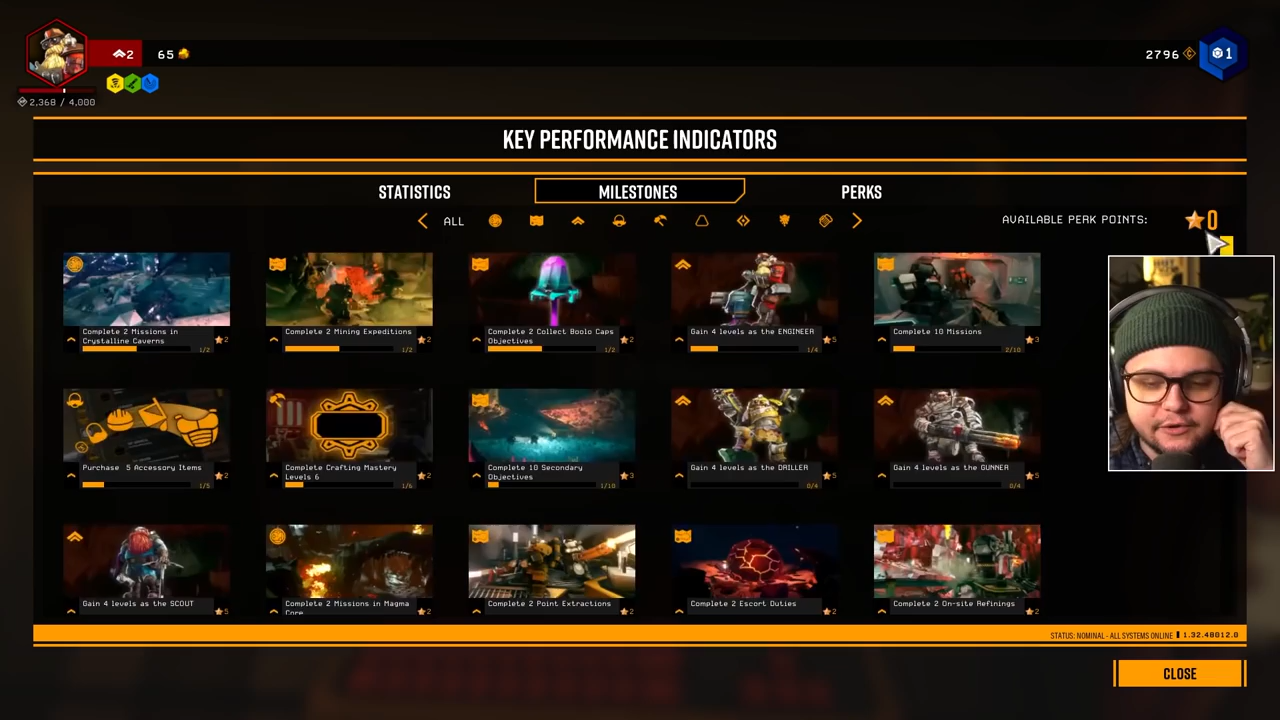 2
65
2796
1
2,368 / 4,000
KEY PERFORMANCE INDICATORS
STATISTICS
MILESTONES
PERKS
ALL
AVAILABLE PERK POINTS:
0
Complete 2 Missions in
Crystalline Caverns
2
1/2
Complete 2 Mining Expeditions
2
1/2
Complete 2 Collect Boolo Caps
Objectives
2
1/2
Gain 4 levels as the ENGINEER
5
1/4
Complete 10 Missions
3
2/10
Purchase 5 Accessory Items
2
1/5
Complete Crafting Mastery
Levels 6
2
1/6
Complete 10 Secondary
Objectives
3
1/10
Gain 4 levels as the DRILLER
5
0/4
Gain 4 levels as the GUNNER
5
0/4
Gain 4 levels as the SCOUT
5
Complete 2 Missions in Magma
Core
2
Complete 2 Point Extractions
2
Complete 2 Escort Duties
2
Complete 2 On-site Refinings
2
STATUS: NOMINAL - ALL SYSTEMS ONLINE
1.32.48012.0
CLOSE